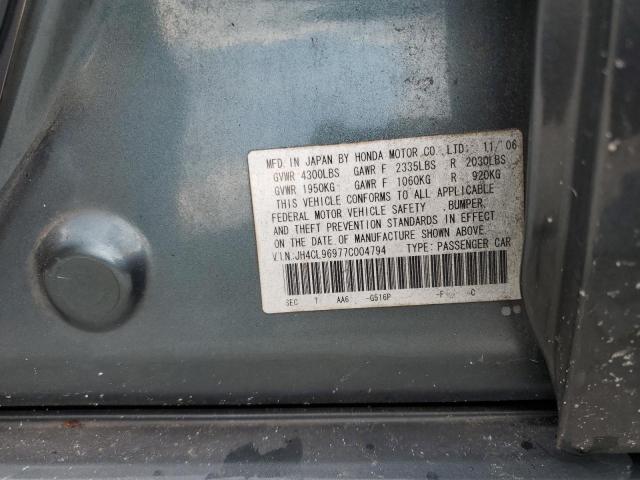 MFD. IN JAPAN BY HONDA MOTOR CO., LTD. 11/06
GVWR 4300LBS GAWR F 2335LBS R 2030LBS
GVWR 1950KG GAWR F 1060KG R 920KG
THIS VEHICLE CONFORMS TO ALL APPLICABLE
FEDERAL MOTOR VEHICLE SAFETY ,BUMPER,
AND THEFT PREVENTION STANDARDS IN EFFECT
ON THE DATE OF MANUFACTURE SHOWN ABOVE.
V.I.N.:JH4CL96977C004794 TYPE: PASSENGER CAR
SEC 1 AA6 -G516P -F -C